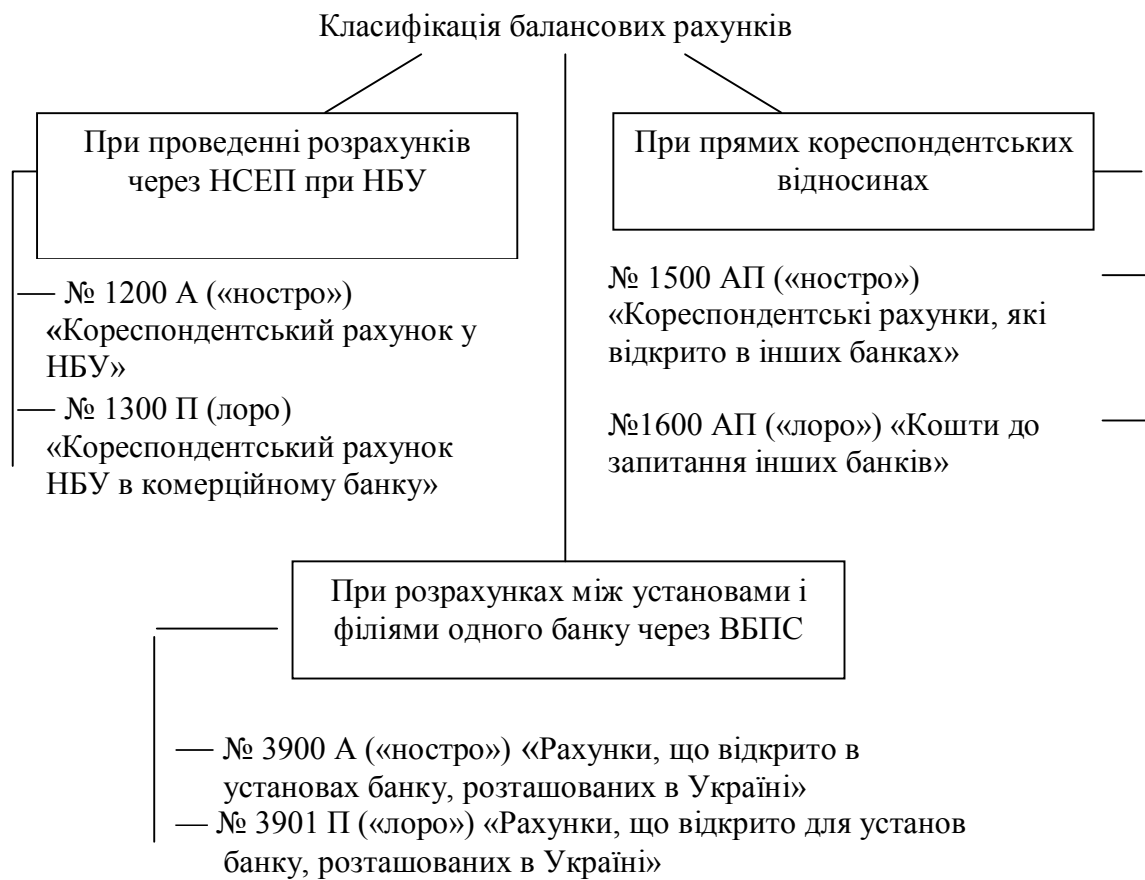 Класифікація балансових рахунків
При проведенні розрахунків
через НСЕП при НБУ
При прямих кореспондентських
відносинах
№ 1200 А («ностро»)
«Кореспондентський рахунок у
НБУ»
№ 1300 П (лоро)
«Кореспондентський рахунок
НБУ в комерційному банку»
№ 1500 АП («ностро»)
«Кореспондентські рахунки, які
відкрито в інших банках»
№1600 АП («лоро») «Кошти до
запитання інших банків»
При розрахунках між установами і
філіями одного банку через ВБПС
№ 3900 А («ностро») «Рахунки, що відкрито в
установах банку, розташованих в Україні»
№ 3901 П («лоро») «Рахунки, що відкрито для установ
банку, розташованих в Україні»